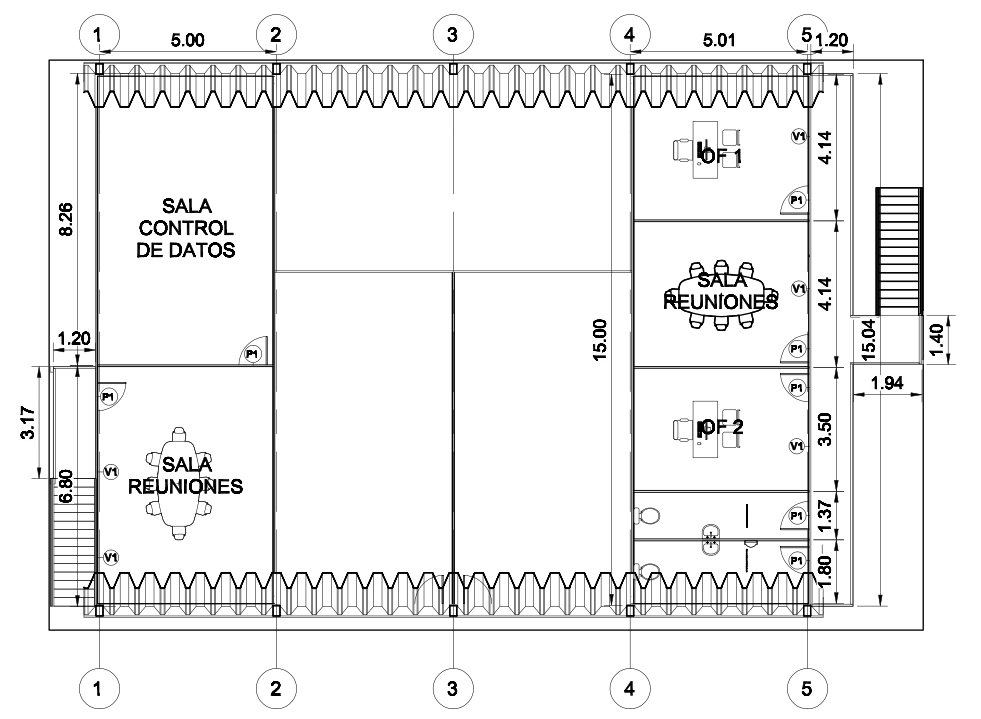 1 2 3 4 5
5.00 5.01 1.20
V1
OF 1
4.14
P1
SALA
CONTROL
DE DATOS
8.26
SALA
REUNIONES
V1
4.14
15.00
15.04
1.40
1.20
P1
P1
P1
P1
1.94
3.17
OF 2
3.50
V1
SALA
REUNIONES
V1
6.80
P1
1.37
V1
P1
1.80
1 2 3 4 5